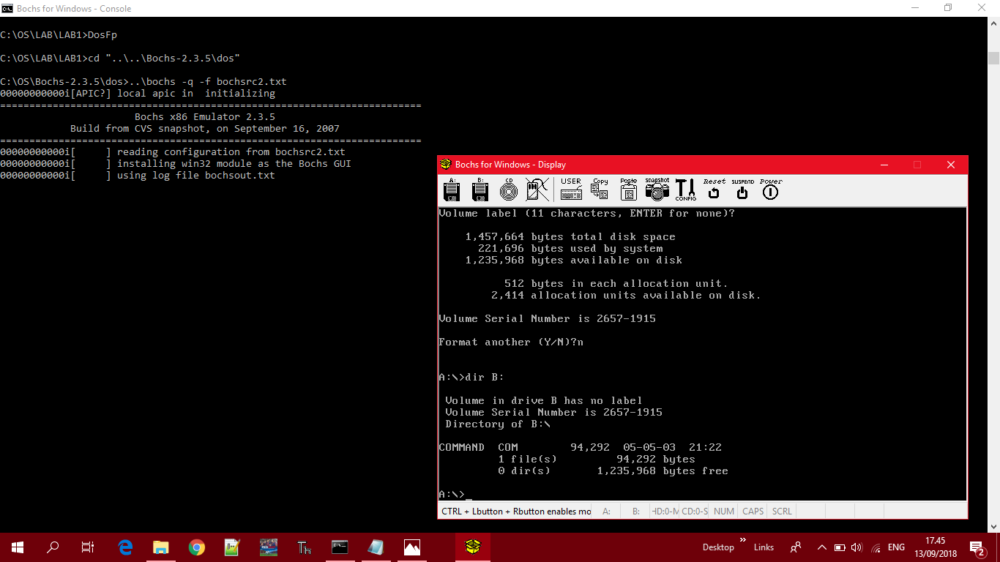 Bochs for Windows - Console
C:\OS\LAB\LAB1>DosFp
C:\OS\LAB\LAB1>cd "..\..\Bochs-2.3.5\dos"
C:\OS\Bochs-2.3.5\dos>..\bochs -q -f bochsrc2.txt
00000000000i[APIC?] local apic in  initializing
========================================================================
Bochs x86 Emulator 2.3.5
Build from CVS snapshot, on September 16, 2007
========================================================================
00000000000i[     ] reading configuration from bochsrc2.txt
00000000000i[     ] installing win32 module as the Bochs GUI
00000000000i[     ] using log file bochsout.txt
Bochs for Windows - Display
A: B: CD USER Copy Paste snapshot CONFIG Reset SUSPEND Power
Volume label (11 characters, ENTER for none)?
1,457,664 bytes total disk space
221,696 bytes used by system
1,235,968 bytes available on disk
512 bytes in each allocation unit.
2,414 allocation units available on disk.
Volume Serial Number is 2657-1915
Format another (Y/N)?n
A:\>dir B:
Volume in drive B has no label
Volume Serial Number is 2657-1915
Directory of B:\
COMMAND  COM        94,292  05-05-03  21:22
1 file(s)         94,292 bytes
0 dir(s)       1,235,968 bytes free
A:\>_
CTRL + Lbutton + Rbutton enables mo A: B: HD:0-M CD:0-S NUM CAPS SCRL
Desktop » Links ENG 17.45
13/09/2018 2